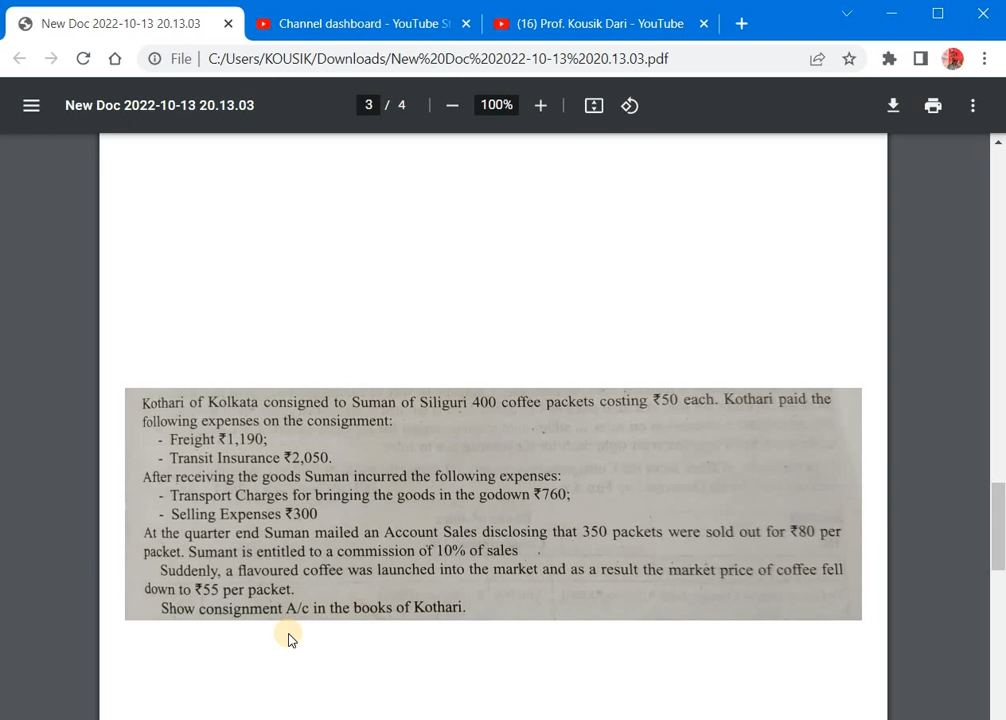 New Doc 2022-10-13 20.13.03
Channel dashboard - YouTube St
(16) Prof. Kousik Dari - YouTube
File | C:/Users/KOUSIK/Downloads/New%20Doc%202022-10-13%2020.13.03.pdf
New Doc 2022-10-13 20.13.03
3 / 4
100%
Kothari of Kolkata consigned to Suman of Siliguri 400 coffee packets costing ₹50 each. Kothari paid the
following expenses on the consignment:
- Freight ₹1,190;
- Transit Insurance ₹2,050.
After receiving the goods Suman incurred the following expenses:
- Transport Charges for bringing the goods in the godown ₹760;
- Selling Expenses ₹300
At the quarter end Suman mailed an Account Sales disclosing that 350 packets were sold out for ₹80 per
packet. Sumant is entitled to a commission of 10% of sales
Suddenly, a flavoured coffee was launched into the market and as a result the market price of coffee fell
down to ₹55 per packet.
Show consignment A/c in the books of Kothari.